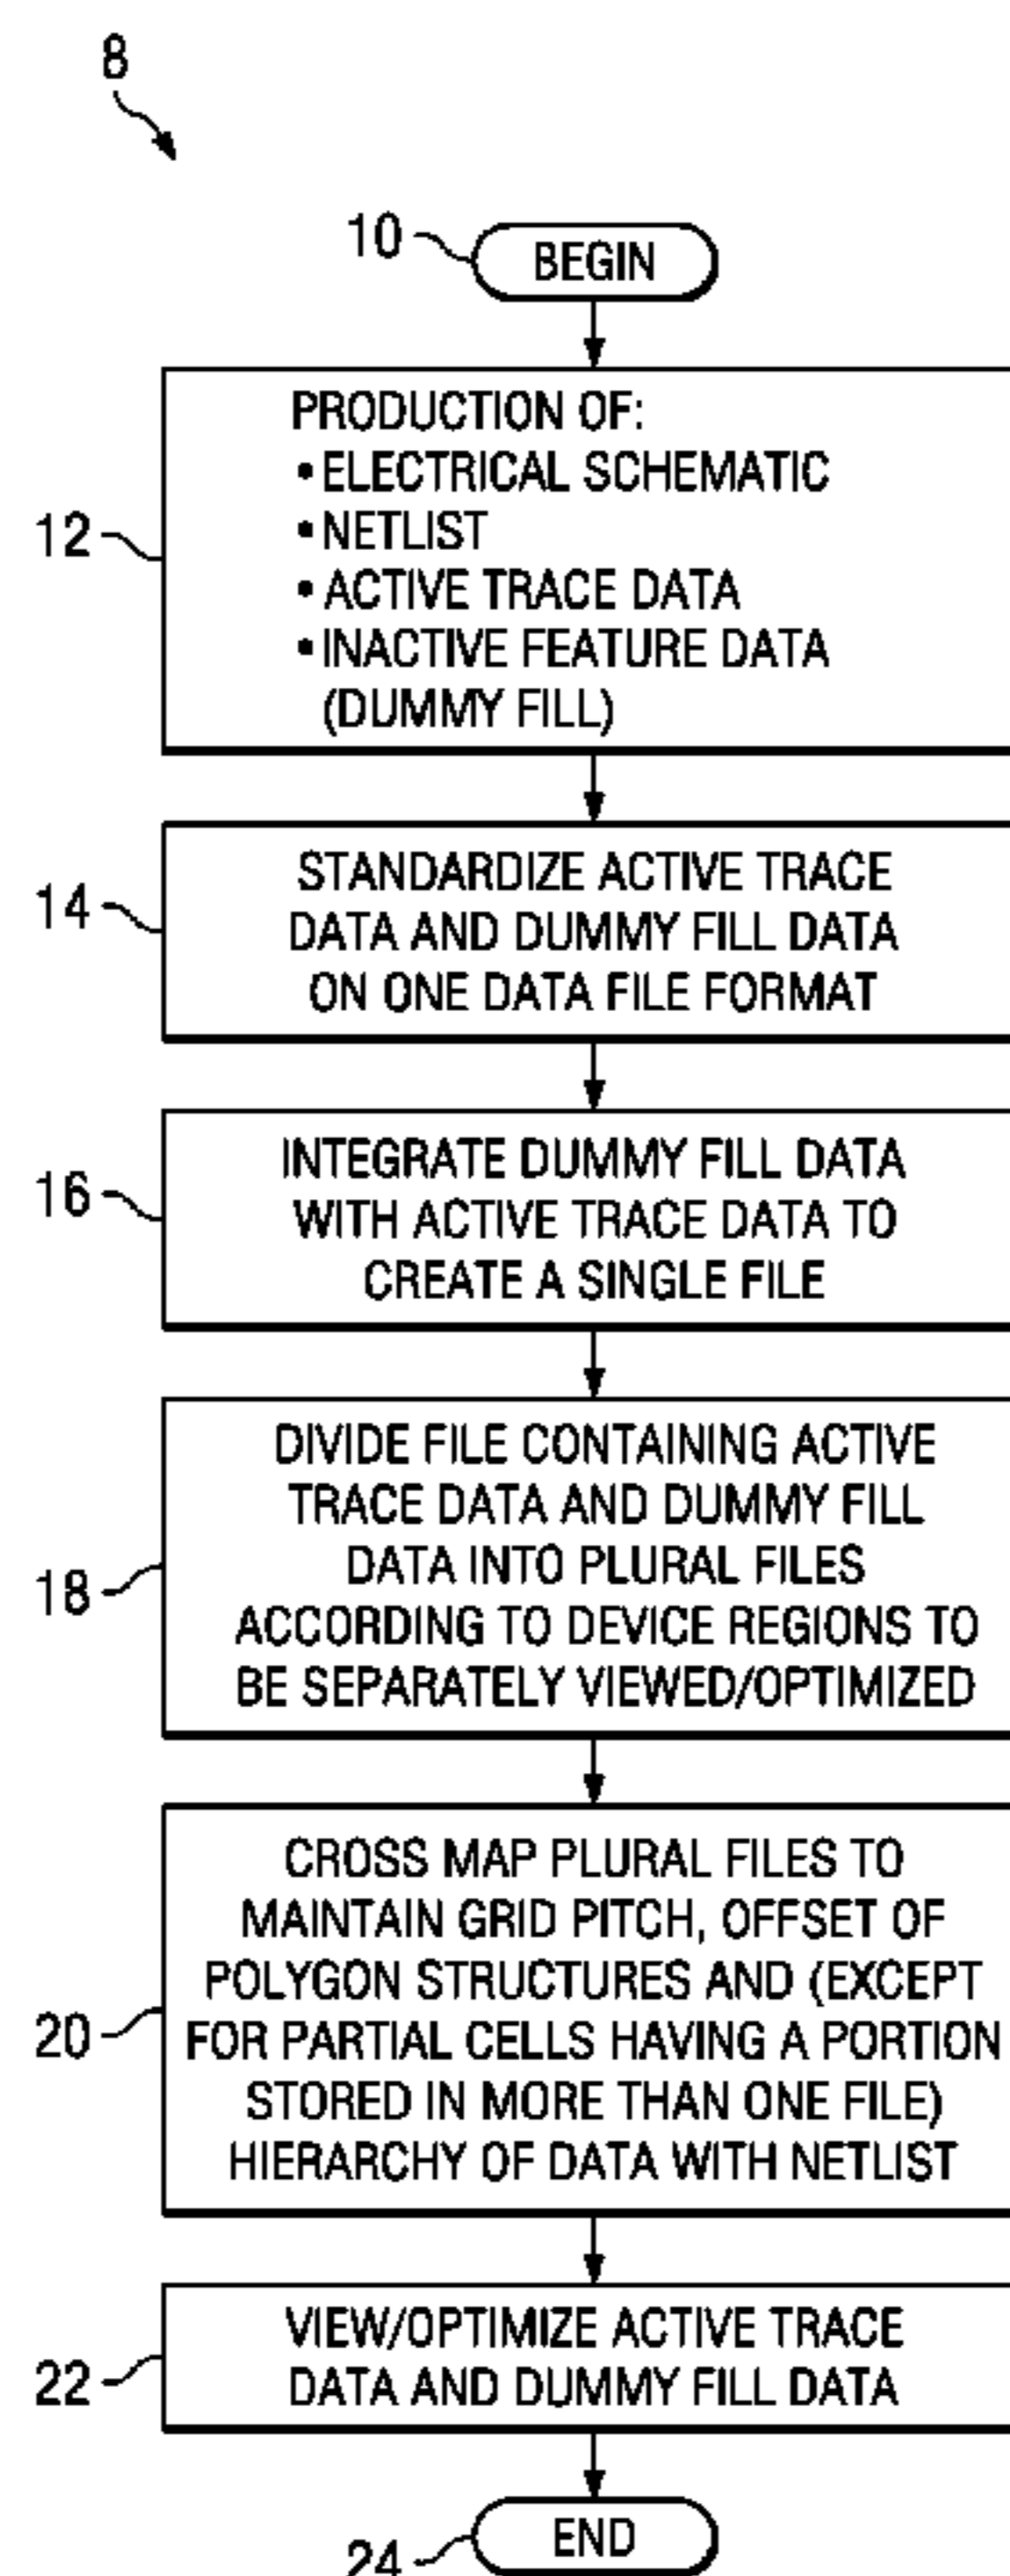 8
10
BEGIN
12
PRODUCTION OF:
• ELECTRICAL SCHEMATIC
• NETLIST
• ACTIVE TRACE DATA
• INACTIVE FEATURE DATA
(DUMMY FILL)
14
STANDARDIZE ACTIVE TRACE
DATA AND DUMMY FILL DATA
ON ONE DATA FILE FORMAT
16
INTEGRATE DUMMY FILL DATA
WITH ACTIVE TRACE DATA TO
CREATE A SINGLE FILE
18
DIVIDE FILE CONTAINING ACTIVE
TRACE DATA AND DUMMY FILL
DATA INTO PLURAL FILES
ACCORDING TO DEVICE REGIONS TO
BE SEPARATELY VIEWED/OPTIMIZED
20
CROSS MAP PLURAL FILES TO
MAINTAIN GRID PITCH, OFFSET OF
POLYGON STRUCTURES AND (EXCEPT
FOR PARTIAL CELLS HAVING A PORTION
STORED IN MORE THAN ONE FILE)
HIERARCHY OF DATA WITH NETLIST
22
VIEW/OPTIMIZE ACTIVE TRACE
DATA AND DUMMY FILL DATA
24
END